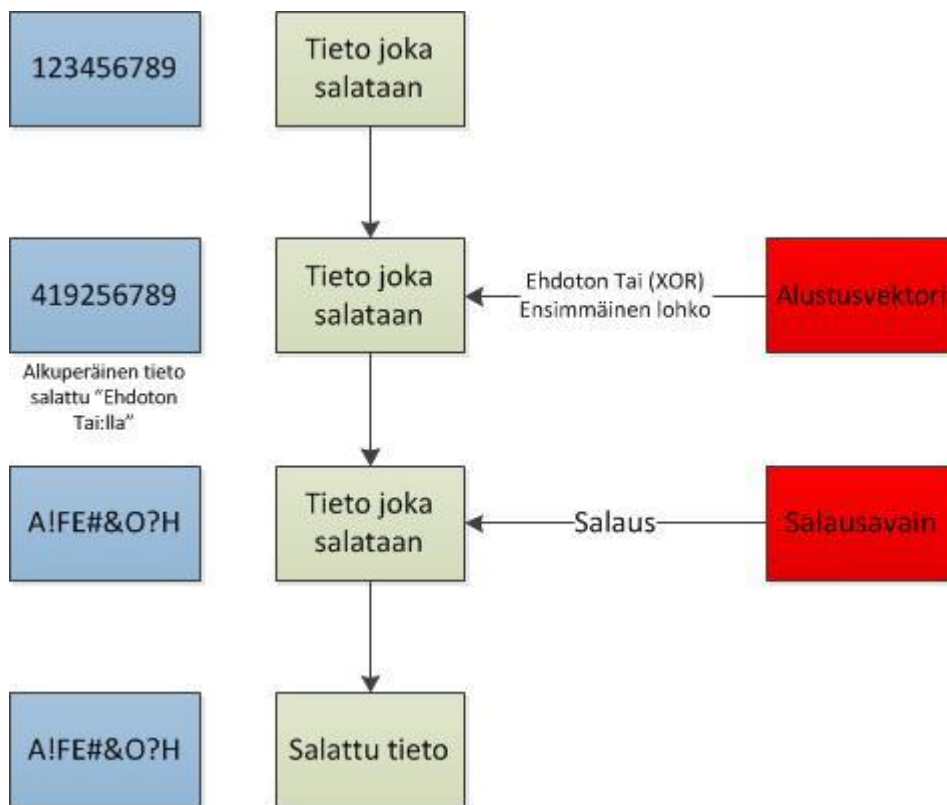 123456789
Tieto joka
salataan
419256789
Tieto joka
salataan
Ehdoton Tai (XOR)
Ensimmäinen lohko
Alustusvektori
Alkuperäinen tieto
salattu ”Ehdoton
Tai:lla”
A!FE#&O?H
Tieto joka
salataan
Salaus
Salausavain
A!FE#&O?H
Salattu tieto